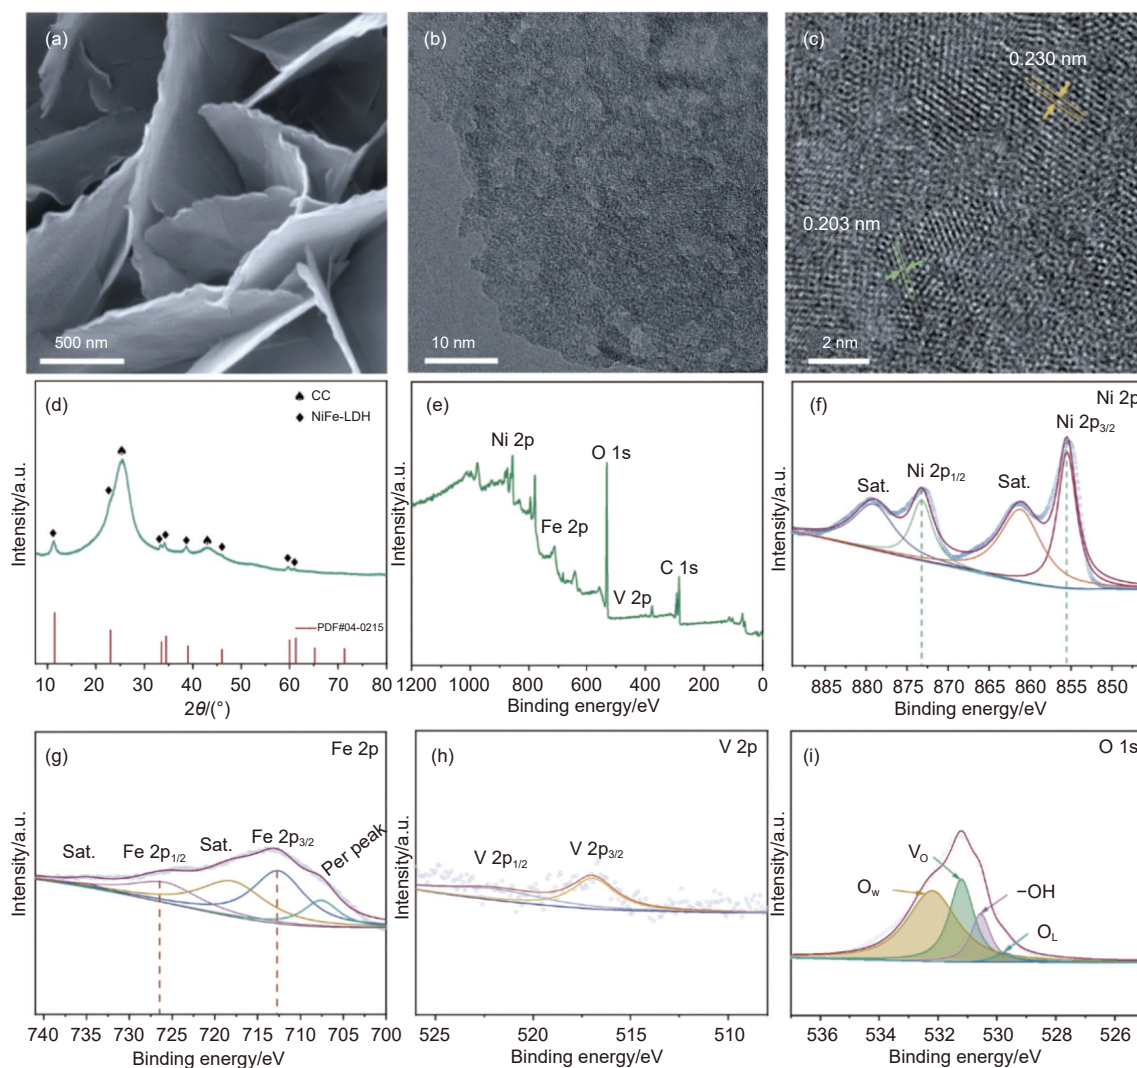 (a)
500 nm
(b)
10 nm
(c)
0.230 nm
0.203 nm
2 nm
(d)
♠ CC
♦ NiFe-LDH
PDF#04-0215
Intensity/a.u.
10 20 30 40 50 60 70 80
2θ/(°)
(e)
Ni 2p
O 1s
Fe 2p
V 2p
C 1s
Intensity/a.u.
1200 1000 800 600 400 200 0
Binding energy/eV
(f)
Ni 2p
Ni 2p3/2
Sat.
Ni 2p1/2
Sat.
Intensity/a.u.
885 880 875 870 865 860 855 850
Binding energy/eV
(g)
Fe 2p
Sat.
Fe 2p1/2
Sat.
Fe 2p3/2
Per peak
Intensity/a.u.
740 735 730 725 720 715 710 705 700
Binding energy/eV
(h)
V 2p
V 2p1/2
V 2p3/2
Intensity/a.u.
525 520 515 510
Binding energy/eV
(i)
O 1s
VO
Ow
−OH
OL
Intensity/a.u.
536 534 532 530 528 526
Binding energy/eV